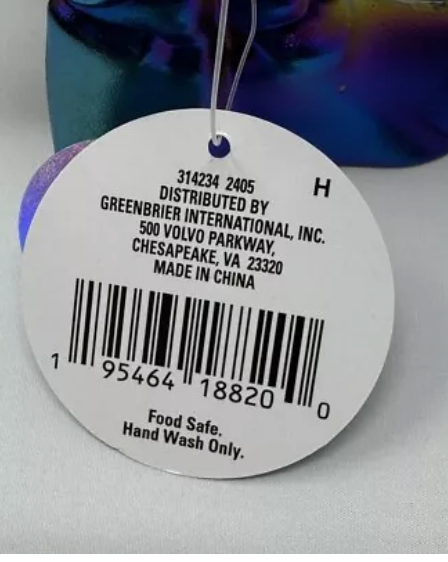 314234 2405
H
DISTRIBUTED BY
GREENBRIER INTERNATIONAL, INC.
500 VOLVO PARKWAY,
CHESAPEAKE, VA 23320
MADE IN CHINA
1 95464 18820 0
Food Safe.
Hand Wash Only.